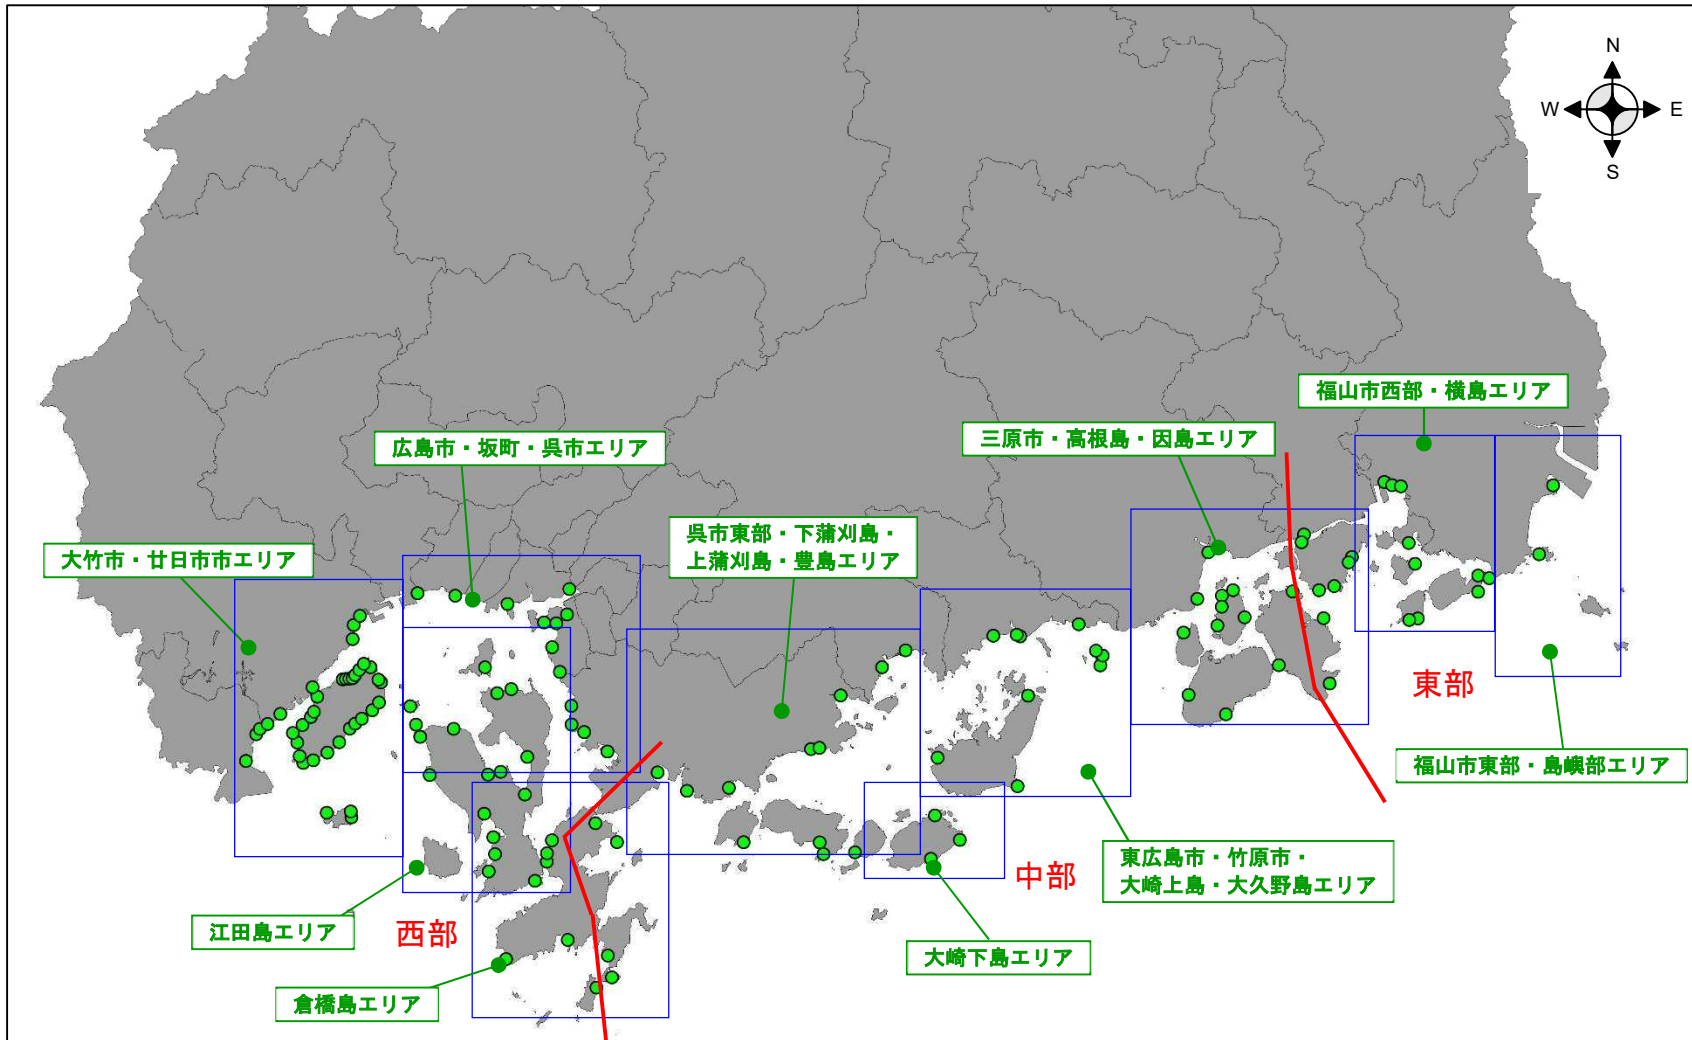 N
W
E
S
福山市西部・横島エリア
三原市・高根島・因島エリア
広島市・坂町・呉市エリア
呉市東部・下蒲刈島・
上蒲刈島・豊島エリア
大竹市・廿日市市エリア
東部
福山市東部・島嶼部エリア
東広島市・竹原市・
大崎上島・大久野島エリア
中部
江田島エリア
西部
大崎下島エリア
倉橋島エリア